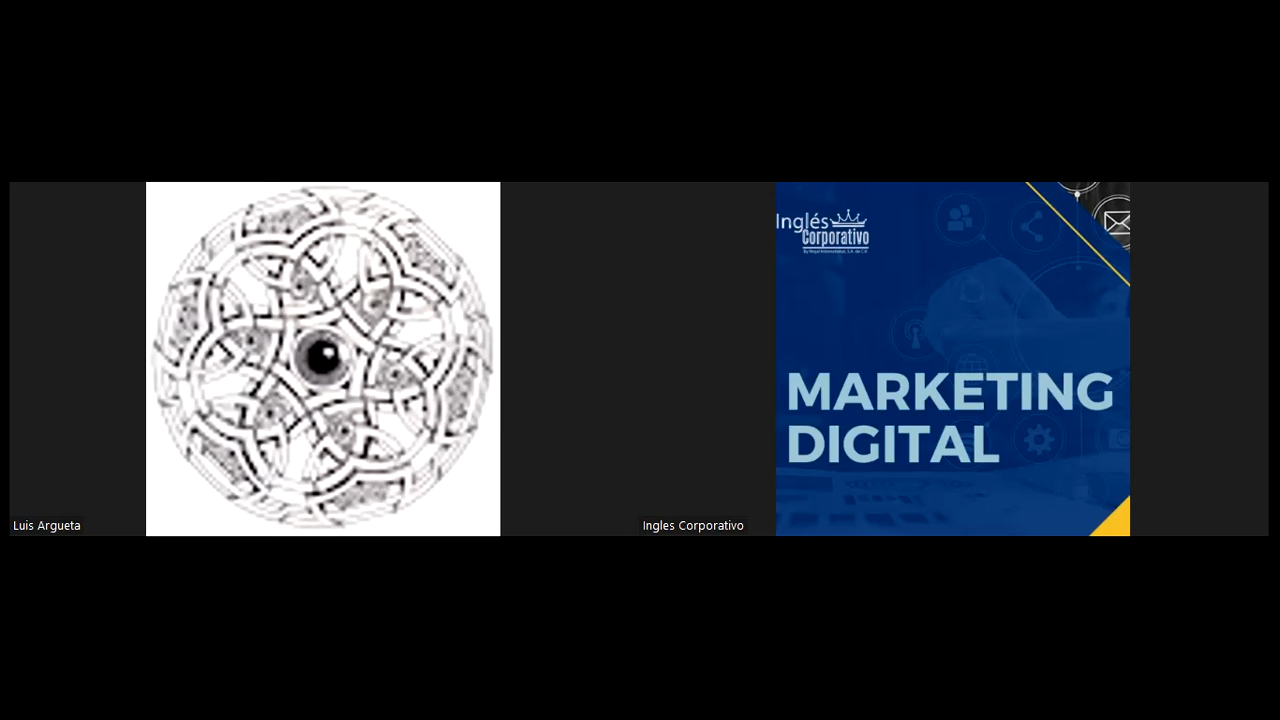 Inglés
Corporativo
MARKETING
DIGITAL
Luis Argueta
Ingles Corporativo